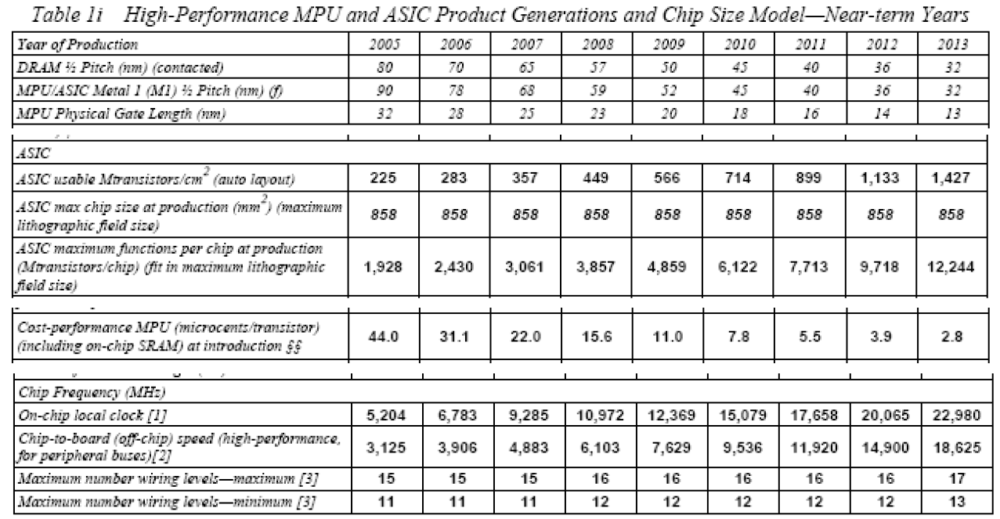 Table 1i High-Performance MPU and ASIC Product Generations and Chip Size Model—Near-term Years
Year of Production 2005 2006 2007 2008 2009 2010 2011 2012 2013
DRAM ½ Pitch (nm) (contacted) 80 70 65 57 50 45 40 36 32
MPU/ASIC Metal 1 (M1) ½ Pitch (nm) (f) 90 78 68 59 52 45 40 36 32
MPU Physical Gate Length (nm) 32 28 25 23 20 18 16 14 13
ASIC
ASIC usable Mtransistors/cm² (auto layout) 225 283 357 449 566 714 899 1,133 1,427
ASIC max chip size at production (mm²) (maximum
lithographic field size) 858 858 858 858 858 858 858 858 858
ASIC maximum functions per chip at production
(Mtransistors/chip) (fit in maximum lithographic 1,928 2,430 3,061 3,857 4,859 6,122 7,713 9,718 12,244
field size)
Cost-performance MPU (microcents/transistor)
(including on-chip SRAM) at introduction §§ 44.0 31.1 22.0 15.6 11.0 7.8 5.5 3.9 2.8
Chip Frequency (MHz)
On-chip local clock [1] 5,204 6,783 9,285 10,972 12,369 15,079 17,658 20,065 22,980
Chip-to-board (off-chip) speed (high-performance,
for peripheral buses)[2] 3,125 3,906 4,883 6,103 7,629 9,536 11,920 14,900 18,625
Maximum number wiring levels—maximum [3] 15 15 15 16 16 16 16 16 17
Maximum number wiring levels—minimum [3] 11 11 11 12 12 12 12 12 13